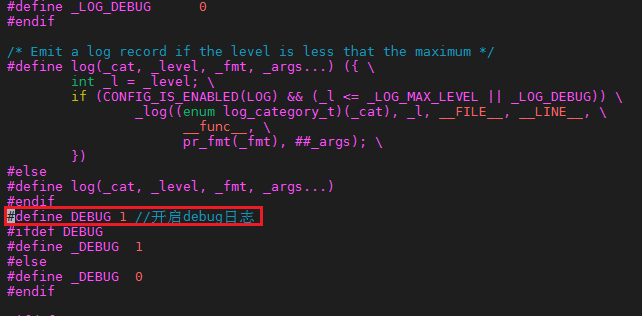 #define _LOG_DEBUG      0
#endif
/* Emit a log record if the level is less that the maximum */
#define log(_cat, _level, _fmt, _args...) ({ \
        int _l = _level; \
        if (CONFIG_IS_ENABLED(LOG) && (_l <= _LOG_MAX_LEVEL || _LOG_DEBUG)) \
                _log((enum log_category_t)(_cat), _l, __FILE__, __LINE__, \
                      __func__, \
                      pr_fmt(_fmt), ##_args); \
        })
#else
#define log(_cat, _level, _fmt, _args...)
#endif
#define DEBUG 1 //开启debug日志
#ifdef DEBUG
#define _DEBUG  1
#else
#define _DEBUG  0
#endif